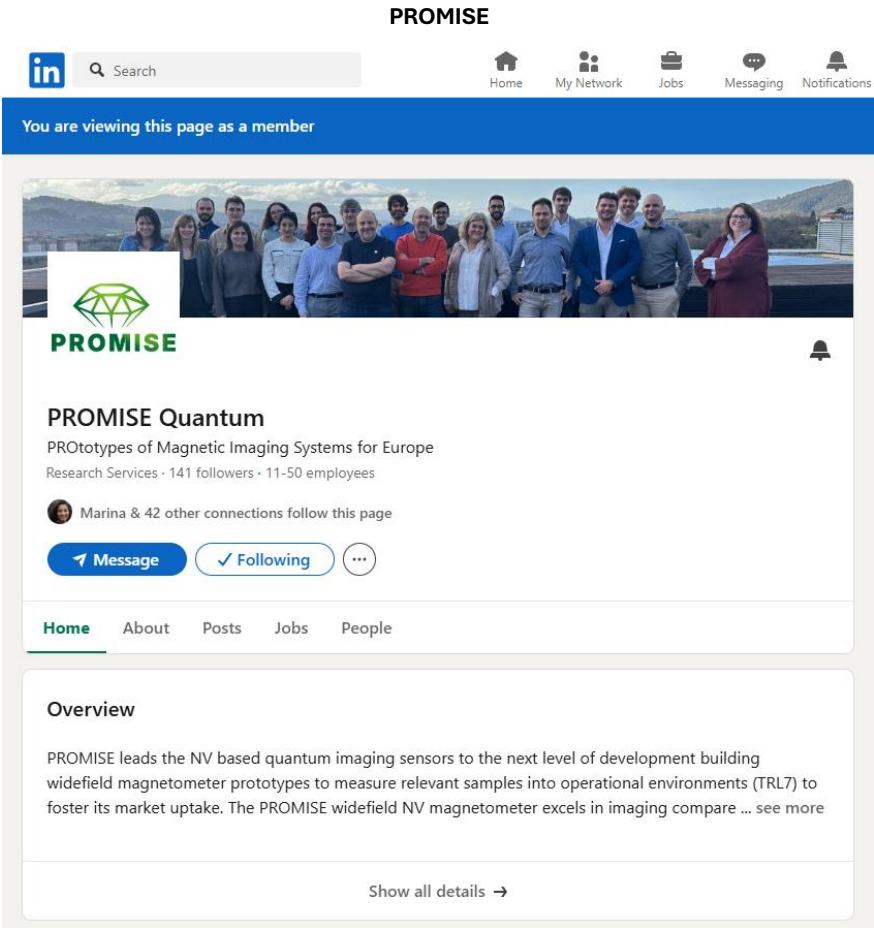 PROMISE
in Search Home My Network Jobs Messaging Notifications
You are viewing this page as a member
PROMISE
PROMISE Quantum
PROtotypes of Magnetic Imaging Systems for Europe
Research Services · 141 followers · 11-50 employees
Marina & 42 other connections follow this page
Message Following
Home About Posts Jobs People
Overview
PROMISE leads the NV based quantum imaging sensors to the next level of development building
widefield magnetometer prototypes to measure relevant samples into operational environments (TRL7) to
foster its market uptake. The PROMISE widefield NV magnetometer excels in imaging compare ... see more
Show all details →